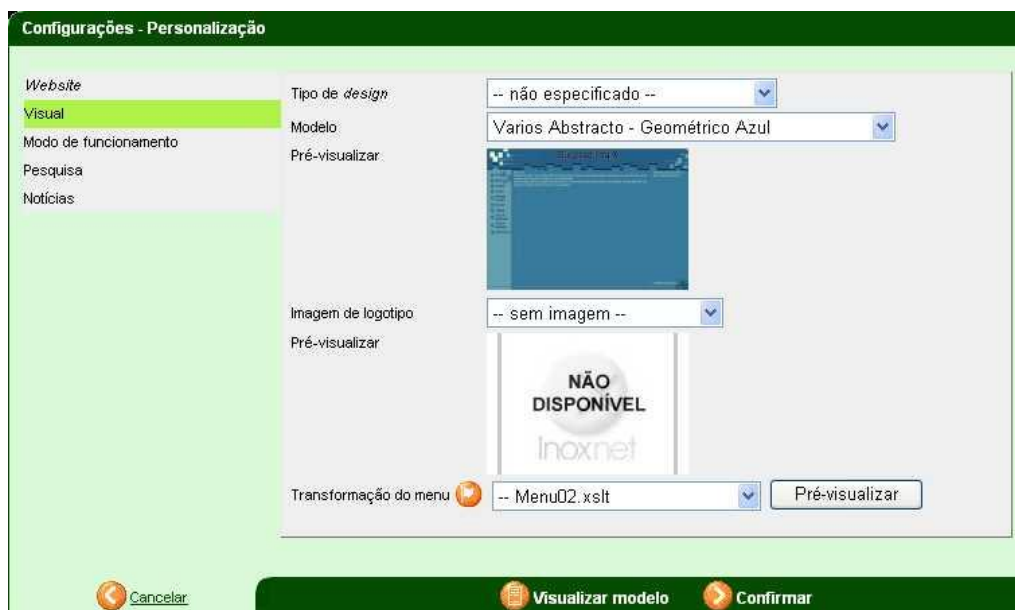 Configurações - Personalização
Website
Visual
Modo de funcionamento
Pesquisa
Notícias
Tipo de design
-- não especificado --
Modelo
Varios Abstracto - Geométrico Azul
Pré-visualizar
Imagem de logotipo
-- sem imagem --
Pré-visualizar
NÃO
DISPONÍVEL
Inoxnet
Transformação do menu
-- Menu02.xslt
Pré-visualizar
Cancelar
Visualizar modelo
Confirmar